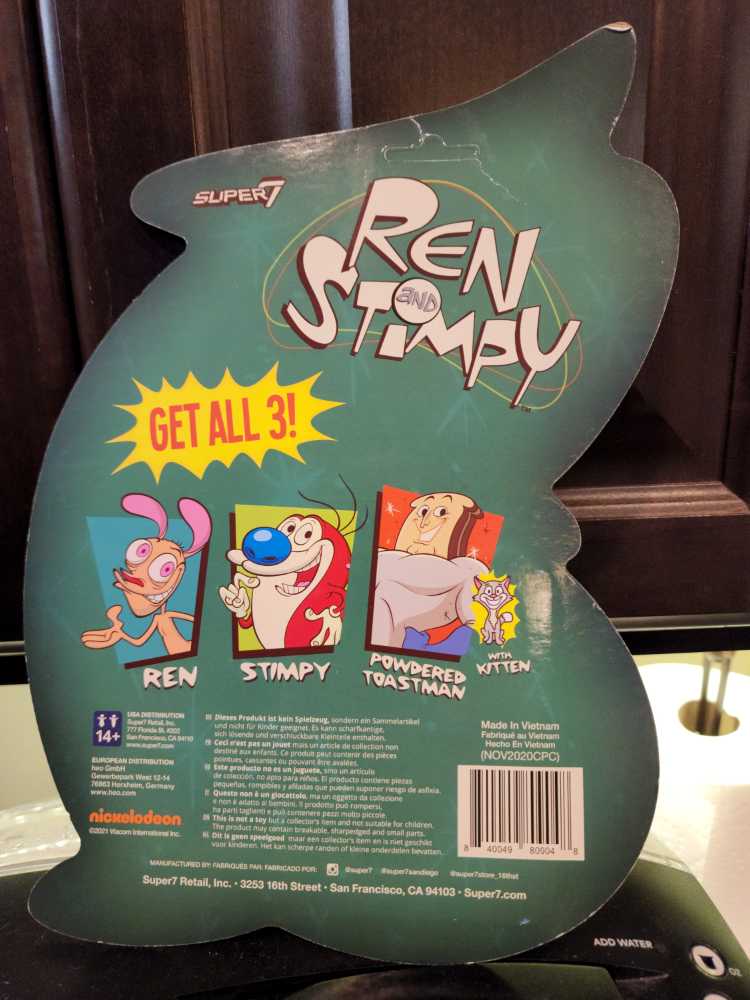 SUPER7
REN
AND
STIMPY
TM
GET ALL 3!
REN
STIMPY
POWDERED
TOASTMAN
WITH
KITTEN
14+
USA DISTRIBUTION
Super7 Retail, Inc.
777 Florida St. #202
San Francisco, CA 94110
www.super7.com
EUROPEAN DISTRIBUTION
heo GmbH
Gewerbepark West 12-14
76863 Herxheim, Germany
www.heo.com
nickelodeon
©2021 Viacom International Inc.
Dieses Produkt ist kein Spielzeug, sondern ein Sammelartikel
und nicht für Kinder geeignet. Es kann scharfkantige,
sich lösende und verschluckbare Kleinteile enthalten.
Ceci n'est pas un jouet mais un article de collection non
destiné aux enfants. Ce produit peut contenir des pièces
pointues, cassantes ou pouvant être avalées.
Este producto no es un juguete, sino un artículo
de colección, no apto para niños. El producto contiene piezas
pequeñas, rompibles y afiladas que pueden suponer riesgo de asfixia.
Questo non è un giocattolo, ma un oggetto da collezione
e non è adatto ai bambini. Il prodotto può rompersi,
ha parti taglienti e può contenere pezzi molto piccole.
This is not a toy but a collector's item and not suitable for children.
The product may contain breakable, sharpedged and small parts.
Dit is geen speelgoed maar een collector's item en is niet geschikt
voor kinderen. Het kan scherpe randen of kleine onderdelen bevatten.
Made In Vietnam
Fabriqué au Vietnam
Hecho En Vietnam
(NOV2020CPC)
8 40049 80904 8
MANUFACTURED BY: FABRIQUÉS PAR: FABRICADO POR: @super7 @super7sandiego @super7store_16thst
Super7 Retail, Inc. • 3253 16th Street • San Francisco, CA 94103 • Super7.com
ADD WATER
OZ